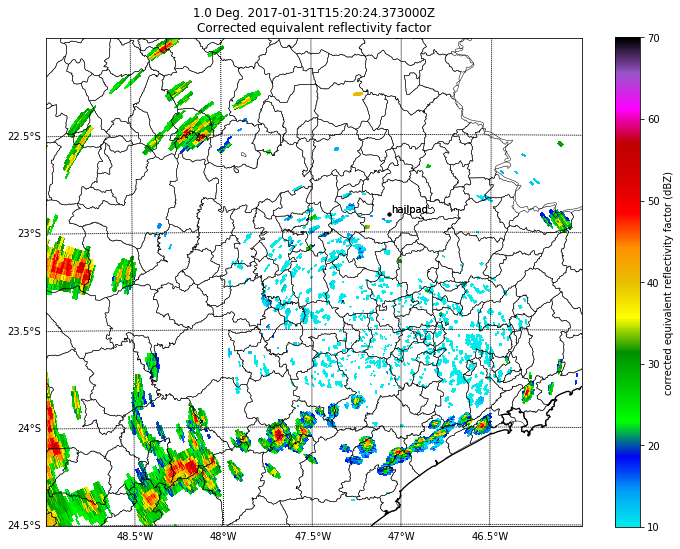 1.0 Deg. 2017-01-31T15:20:24.373000Z
Corrected equivalent reflectivity factor
22.5°S
23°S
23.5°S
24°S
24.5°S
48.5°W
48°W
47.5°W
47°W
46.5°W
hailpad
70
60
50
40
30
20
10
corrected equivalent reflectivity factor (dBZ)